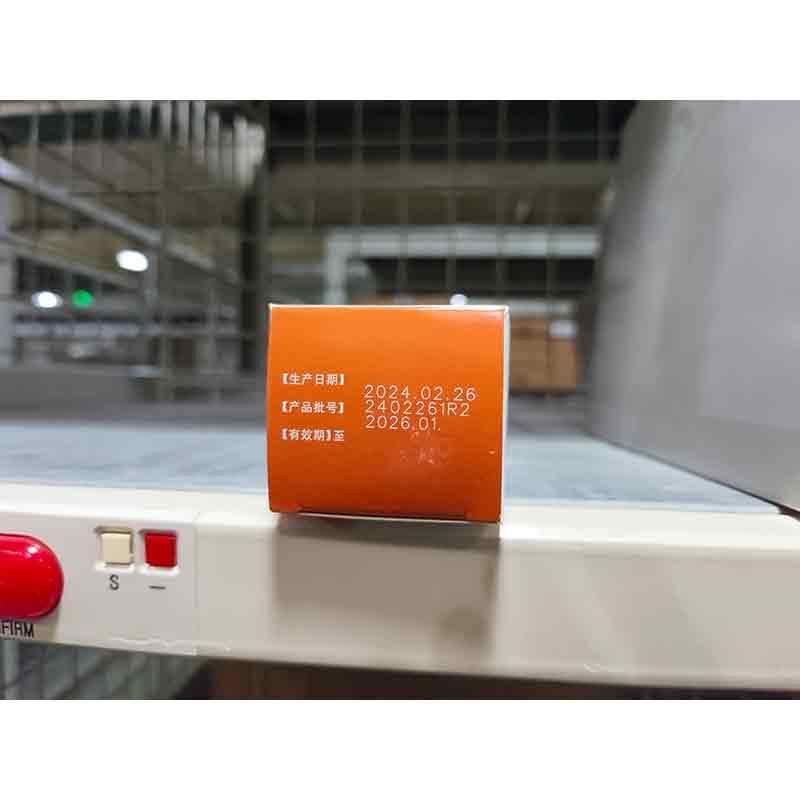 【生产日期】 2024.02.26
【产品批号】 2402261R2
【有效期】至 2026.01.
S
—
FIRM